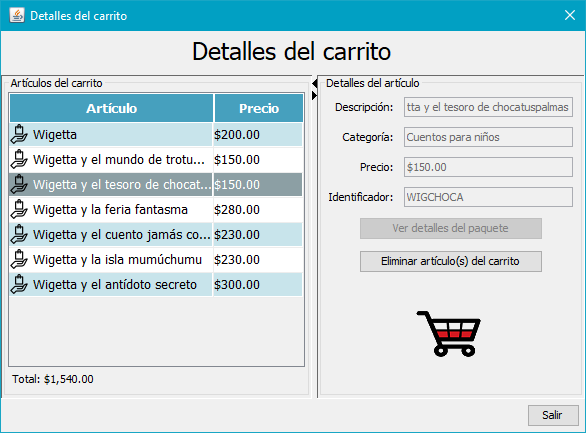 Detalles del carrito
Detalles del carrito
Artículos del carrito
Artículo Precio
Wigetta $200.00
Wigetta y el mundo de trotu... $150.00
Wigetta y el tesoro de chocat... $150.00
Wigetta y la feria fantasma $280.00
Wigetta y el cuento jamás co... $230.00
Wigetta y la isla mumúchumu $230.00
Wigetta y el antídoto secreto $300.00
Total: $1,540.00
Detalles del artículo
Descripción: tta y el tesoro de chocatuspalmas
Categoría: Cuentos para niños
Precio: $150.00
Identificador: WIGCHOCA
Ver detalles del paquete
Eliminar artículo(s) del carrito
Salir